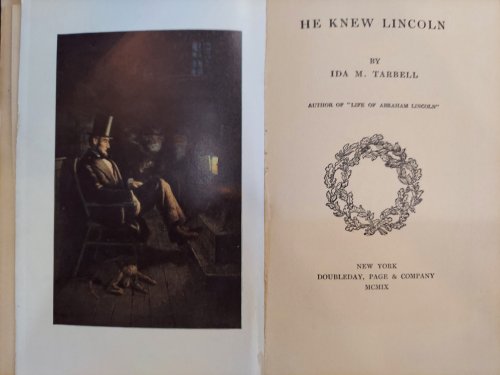 HE KNEW LINCOLN
BY
IDA M. TARBELL
AUTHOR OF "LIFE OF ABRAHAM LINCOLN"
NEW YORK
DOUBLEDAY, PAGE & COMPANY
MCMIX